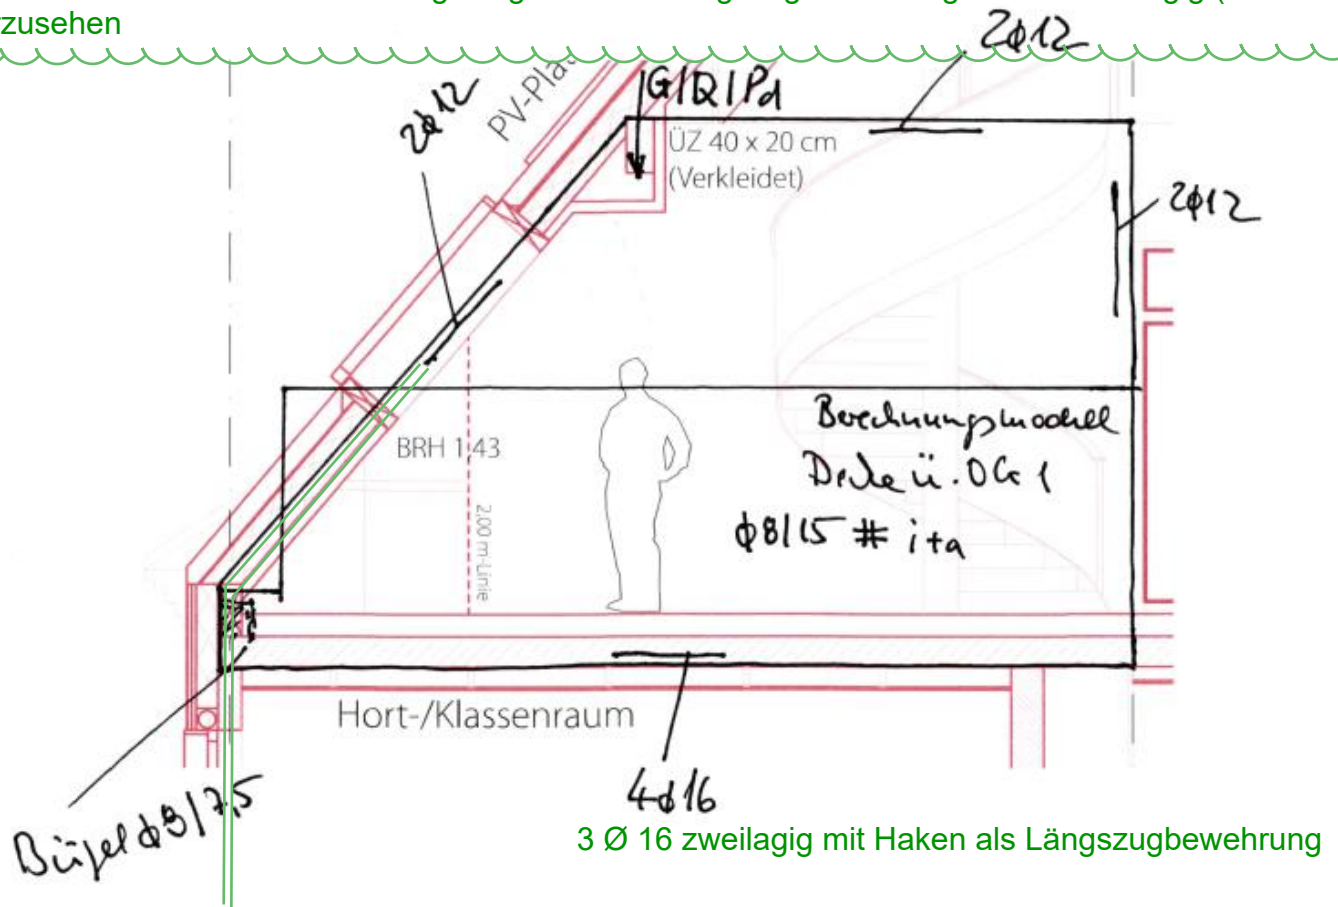 rzusehen
2ϕ12
PV-Pla
G/Q/Pd
2ϕ12
ÜZ 40 x 20 cm
(Verkleidet)
2ϕ12
BRH 1,43
2,00 m-Linie
Berechnungsmodell
Decke ü. OG 1
ϕ8/15 # i+a
Hort-/Klassenraum
4ϕ16
Bügel ϕ8/7,5
3 Ø 16 zweilagig mit Haken als Längszugbewehrung